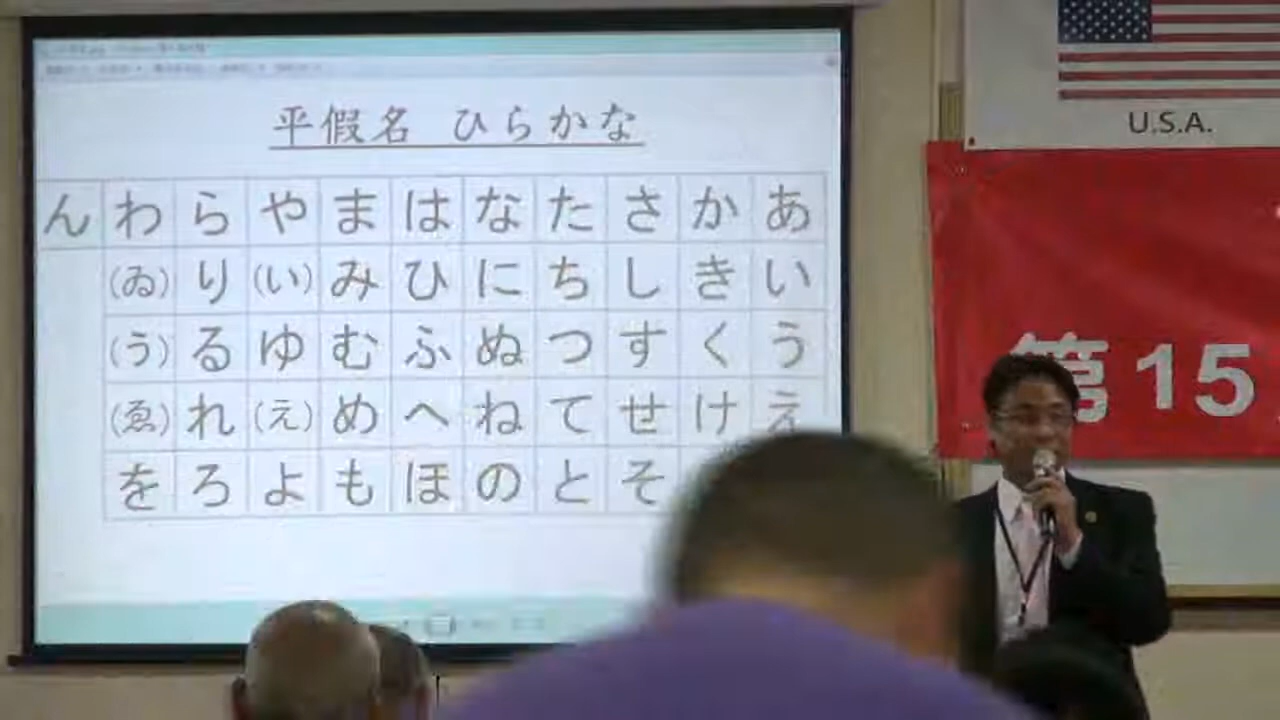 平假名 ひらかな
ん わ ら や ま は な た さ か あ
(ゐ) り (い) み ひ に ち し き い
(う) る ゆ む ふ ぬ つ す く う
(ゑ) れ (え) め へ ね て せ け え
を ろ よ も ほ の と そ
U.S.A.
第15